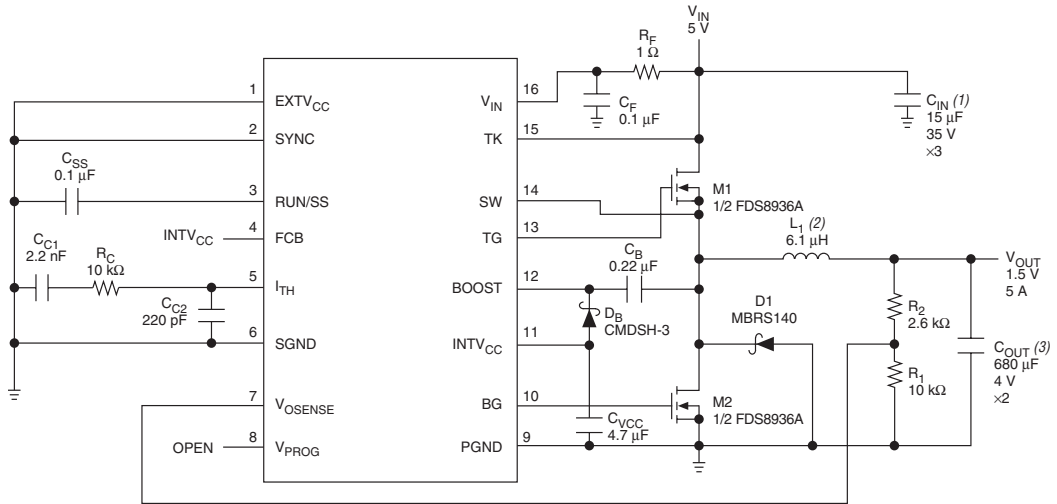 V_IN
5 V
R_F
1 Ω
1
EXTV_CC
V_IN
16
C_F
0.1 µF
C_IN (1)
15 µF
35 V
×3
2
SYNC
TK
15
C_SS
0.1 µF
3
RUN/SS
SW
14
M1
1/2 FDS8936A
INTV_CC
4
FCB
TG
13
L_1 (2)
6.1 µH
C_C1
2.2 nF
R_C
10 kΩ
5
I_TH
BOOST
12
C_B
0.22 µF
V_OUT
1.5 V
5 A
C_C2
220 pF
D_B
CMDSH-3
D1
MBRS140
R_2
2.6 kΩ
6
SGND
INTV_CC
11
C_OUT (3)
680 µF
4 V
×2
R_1
10 kΩ
7
V_OSENSE
BG
10
M2
1/2 FDS8936A
OPEN
8
V_PROG
PGND
9
C_VCC
4.7 µF